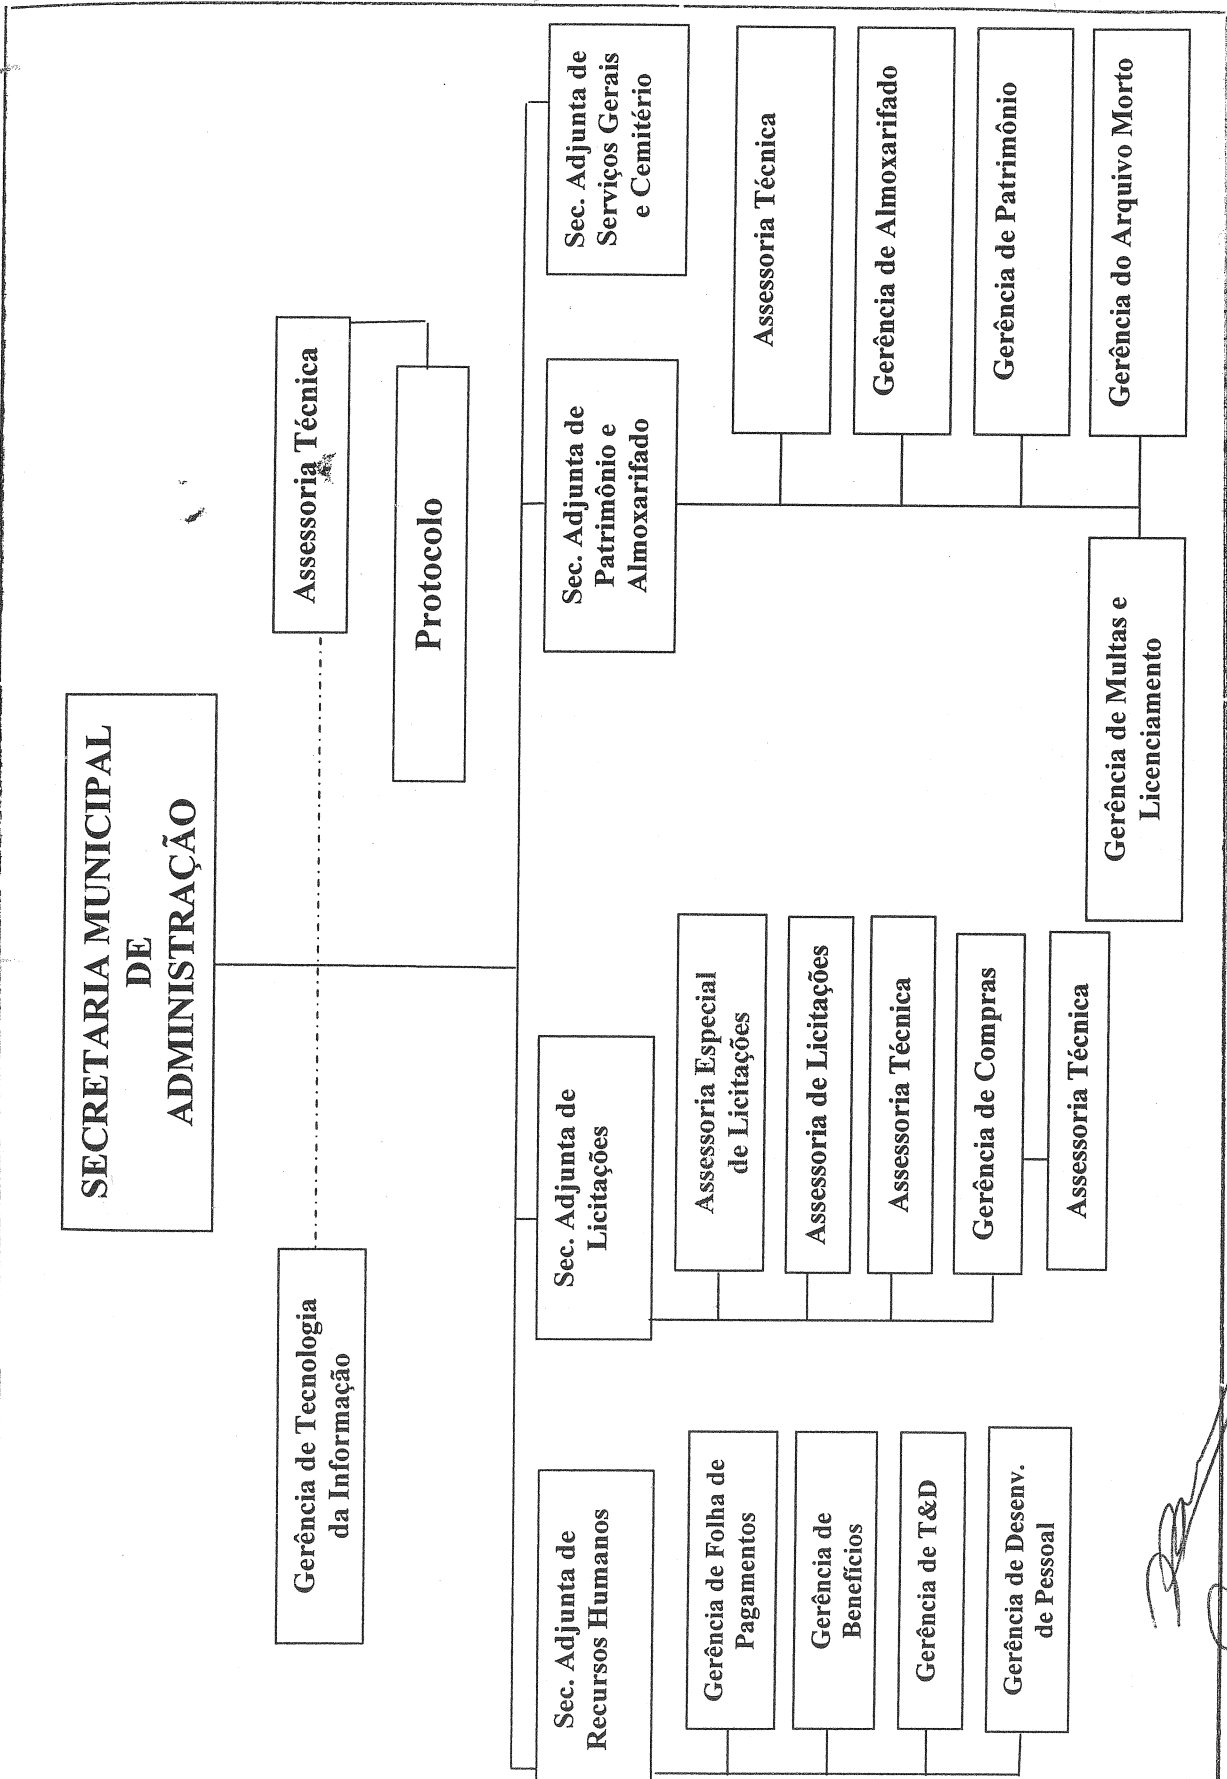 SECRETARIA MUNICIPAL
DE
ADMINISTRAÇÃO
Gerência de Tecnologia
da Informação
Assessoria Técnica
Protocolo
Sec. Adjunta de
Recursos Humanos
Gerência de Folha de
Pagamentos
Gerência de
Benefícios
Gerência de T&D
Gerência de Desenv.
de Pessoal
Sec. Adjunta de
Licitações
Assessoria Especial
de Licitações
Assessoria de Licitações
Assessoria Técnica
Gerência de Compras
Assessoria Técnica
Sec. Adjunta de
Patrimônio e
Almoxarifado
Assessoria Técnica
Gerência de Almoxarifado
Gerência de Patrimônio
Gerência do Arquivo Morto
Gerência de Multas e
Licenciamento
Sec. Adjunta de
Serviços Gerais
e Cemitério